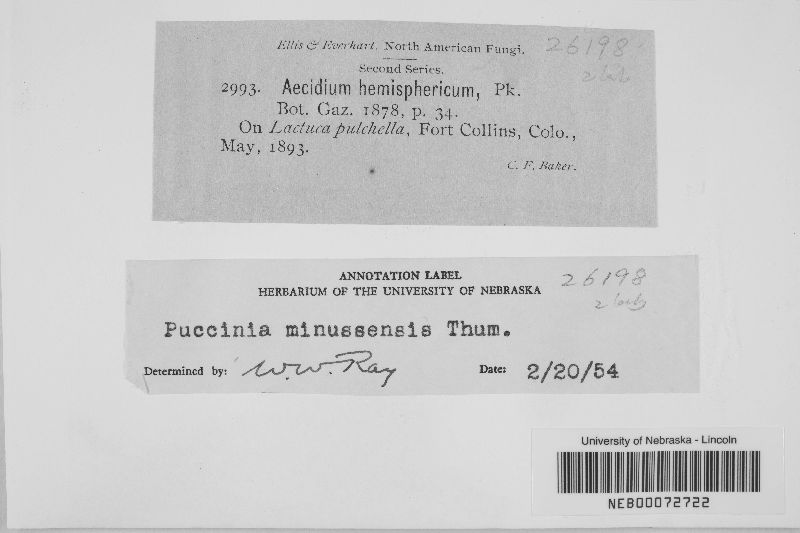 Ellis & Everhart, North American Fungi. 26198
Second Series.
2993. Aecidium hemisphericum, Pk.
Bot. Gaz. 1878, p. 34.
On Lactuca pulchella, Fort Collins, Colo.,
May, 1893.
C. F. Baker.
ANNOTATION LABEL
HERBARIUM OF THE UNIVERSITY OF NEBRASKA
26198
Puccinia minussensis Thum.
Determined by: W.W. Ray Date: 2/20/54
University of Nebraska - Lincoln
NEB00072722